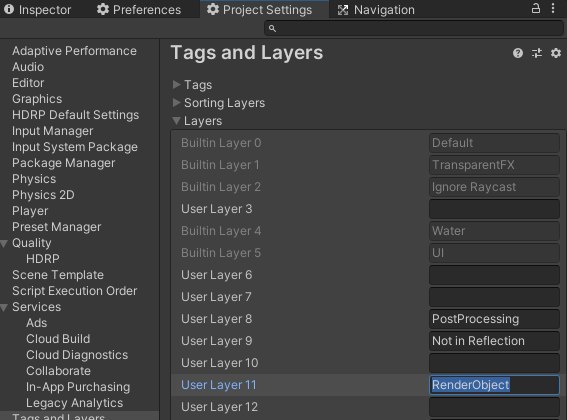 Inspector
Preferences
Project Settings
Navigation
Adaptive Performance
Audio
Editor
Graphics
HDRP Default Settings
Input Manager
Input System Package
Package Manager
Physics
Physics 2D
Player
Preset Manager
Quality
HDRP
Scene Template
Script Execution Order
Services
Ads
Cloud Build
Cloud Diagnostics
Collaborate
In-App Purchasing
Legacy Analytics
Tags and Layers
Tags and Layers
Tags
Sorting Layers
Layers
Builtin Layer 0 Default
Builtin Layer 1 TransparentFX
Builtin Layer 2 Ignore Raycast
User Layer 3
Builtin Layer 4 Water
Builtin Layer 5 UI
User Layer 6
User Layer 7
User Layer 8 PostProcessing
User Layer 9 Not in Reflection
User Layer 10
User Layer 11 RenderObject
User Layer 12